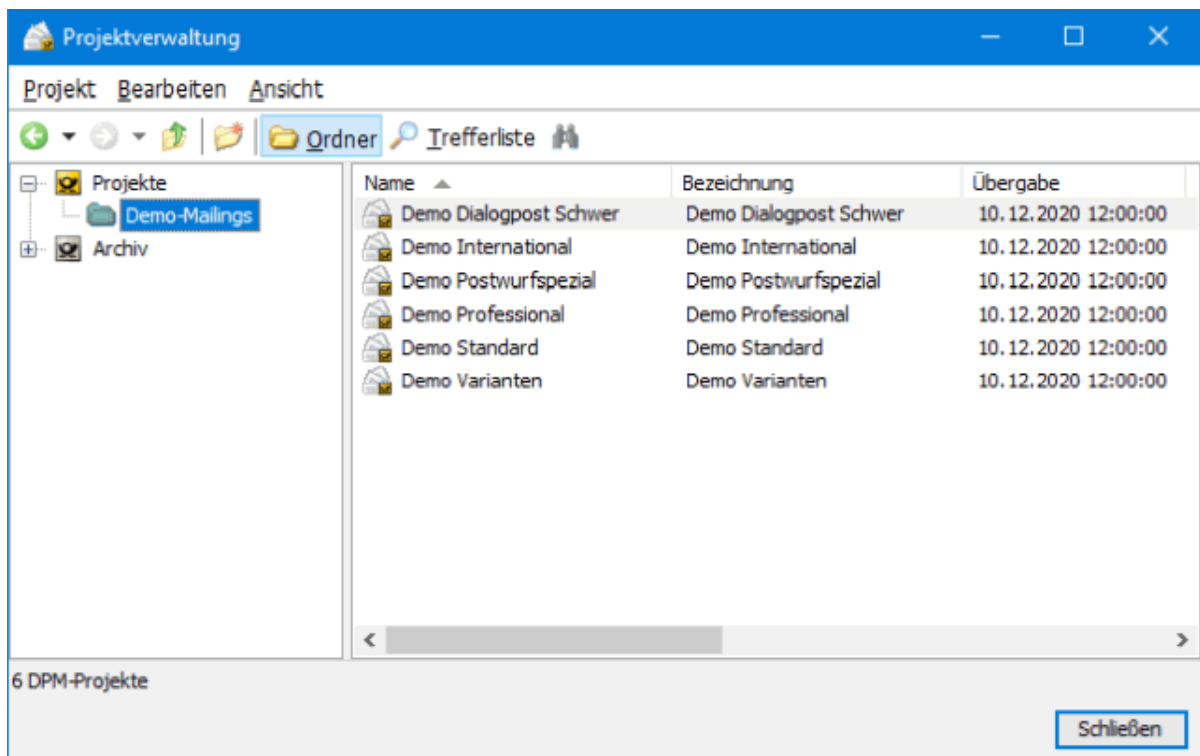 Projektverwaltung
Projekt Bearbeiten Ansicht
Ordner Trefferliste
Projekte
Demo-Mailings
Archiv
Name Bezeichnung Übergabe
Demo Dialogpost Schwer Demo Dialogpost Schwer 10.12.2020 12:00:00
Demo International Demo International 10.12.2020 12:00:00
Demo Postwurfspezial Demo Postwurfspezial 10.12.2020 12:00:00
Demo Professional Demo Professional 10.12.2020 12:00:00
Demo Standard Demo Standard 10.12.2020 12:00:00
Demo Varianten Demo Varianten 10.12.2020 12:00:00
6 DPM-Projekte
Schließen